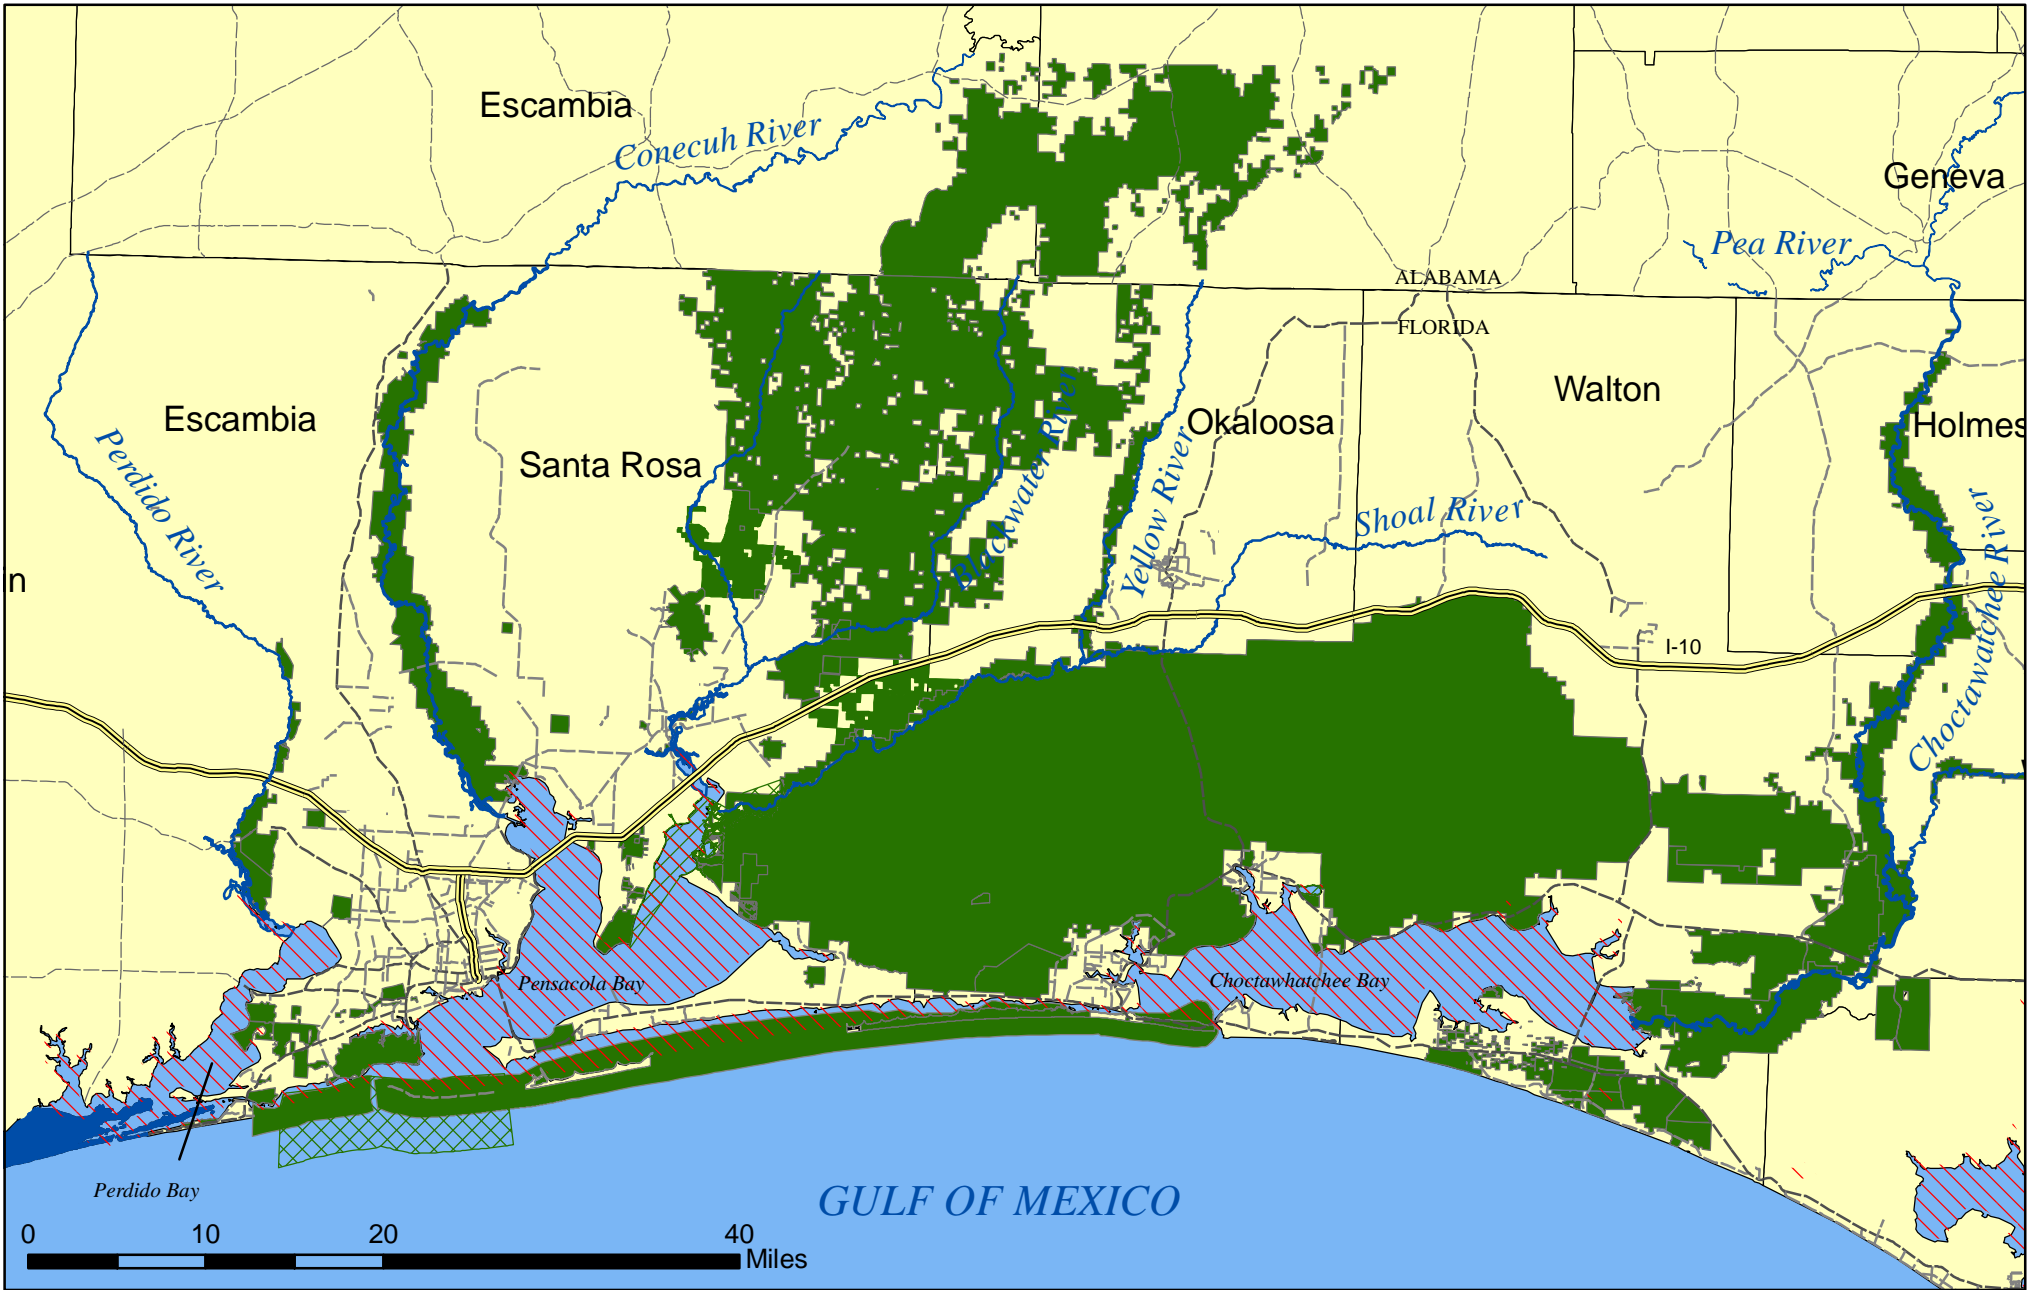 Escambia
Conecuh River
Geneva
Pea River
ALABAMA
FLORIDA
Walton
Escambia
Okaloosa
Holmes
Santa Rosa
Perdido River
Blackwater River
Yellow River
Shoal River
Choctawatchee River
in
I-10
Pensacola Bay
Choctawhatchee Bay
Perdido Bay
GULF OF MEXICO
0 10 20 40
Miles